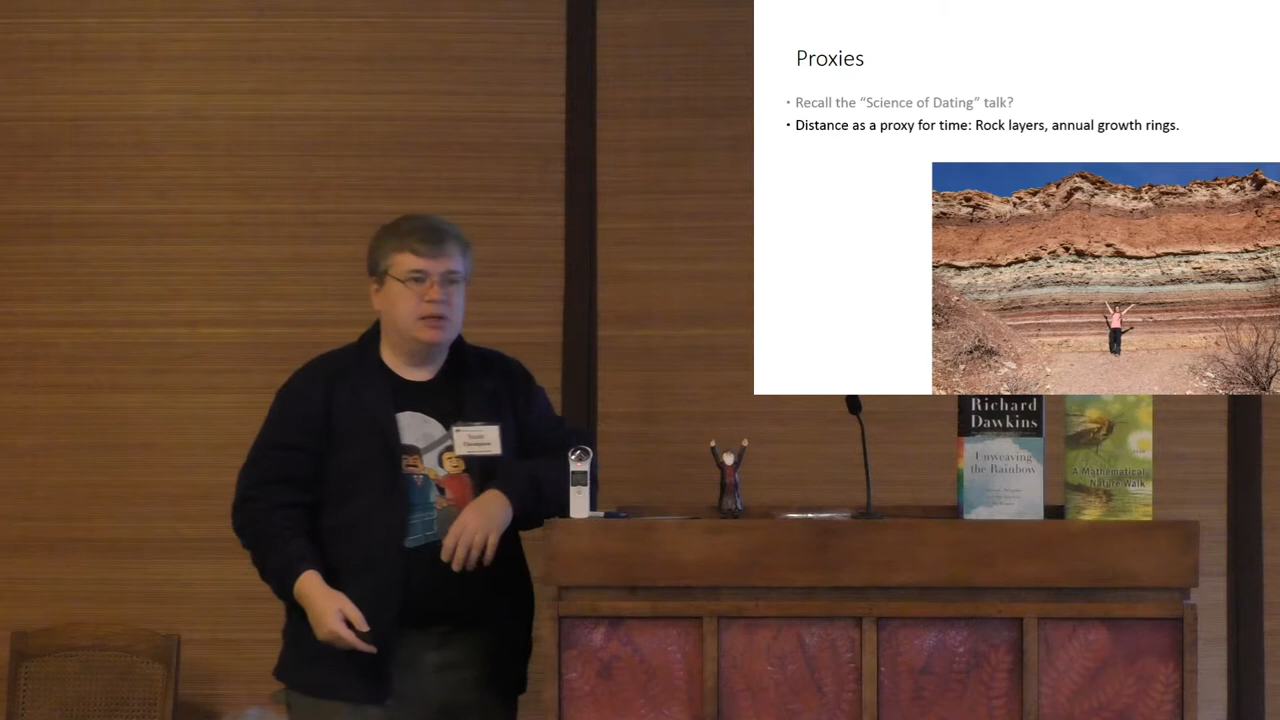 Proxies
• Recall the “Science of Dating” talk?
• Distance as a proxy for time: Rock layers, annual growth rings.
Richard
Dawkins
Unweaving
the Rainbow
A Mathematical
Nature Walk
Thompson